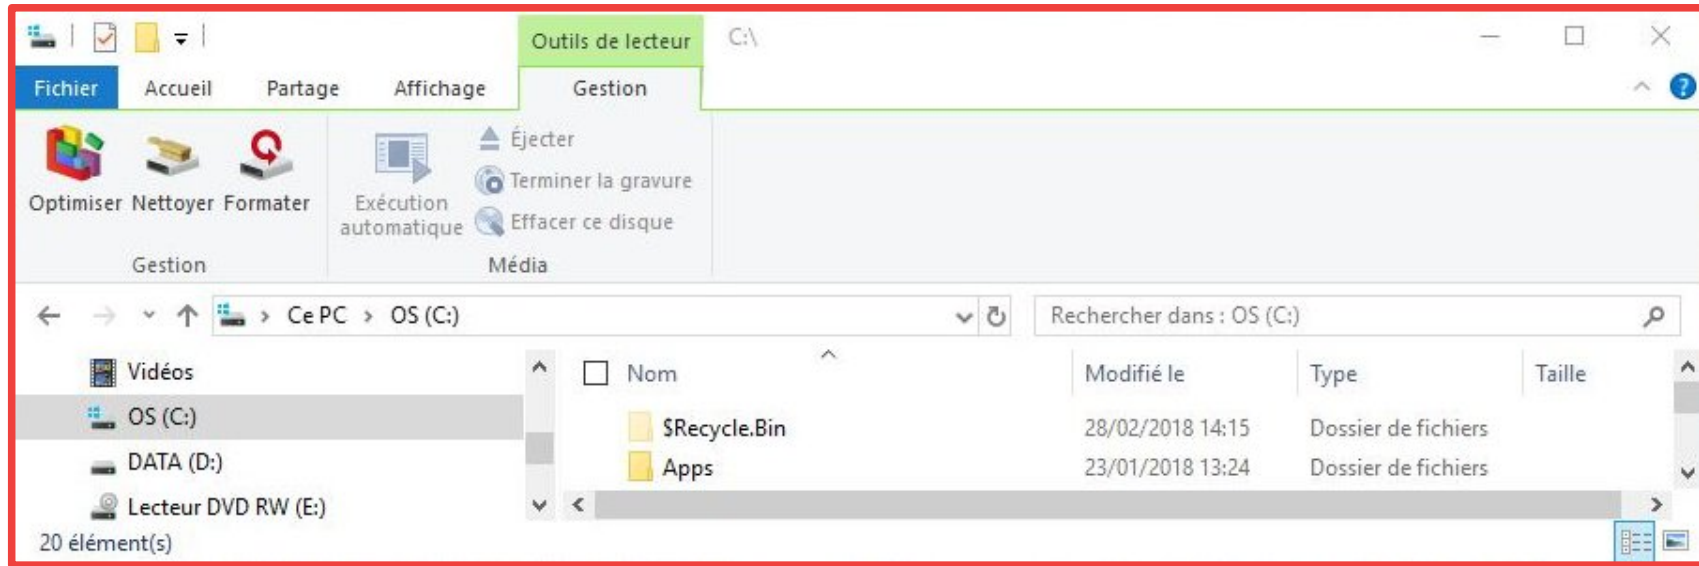 Outils de lecteur C:\
Fichier Accueil Partage Affichage Gestion
Éjecter
Terminer la gravure
Effacer ce disque
Optimiser Nettoyer Formater
Exécution
automatique
Gestion Média
Ce PC > OS (C:) Rechercher dans : OS (C:)
Vidéos
OS (C:)
DATA (D:)
Lecteur DVD RW (E:)
Nom Modifié le Type Taille
$Recycle.Bin 28/02/2018 14:15 Dossier de fichiers
Apps 23/01/2018 13:24 Dossier de fichiers
20 élément(s)